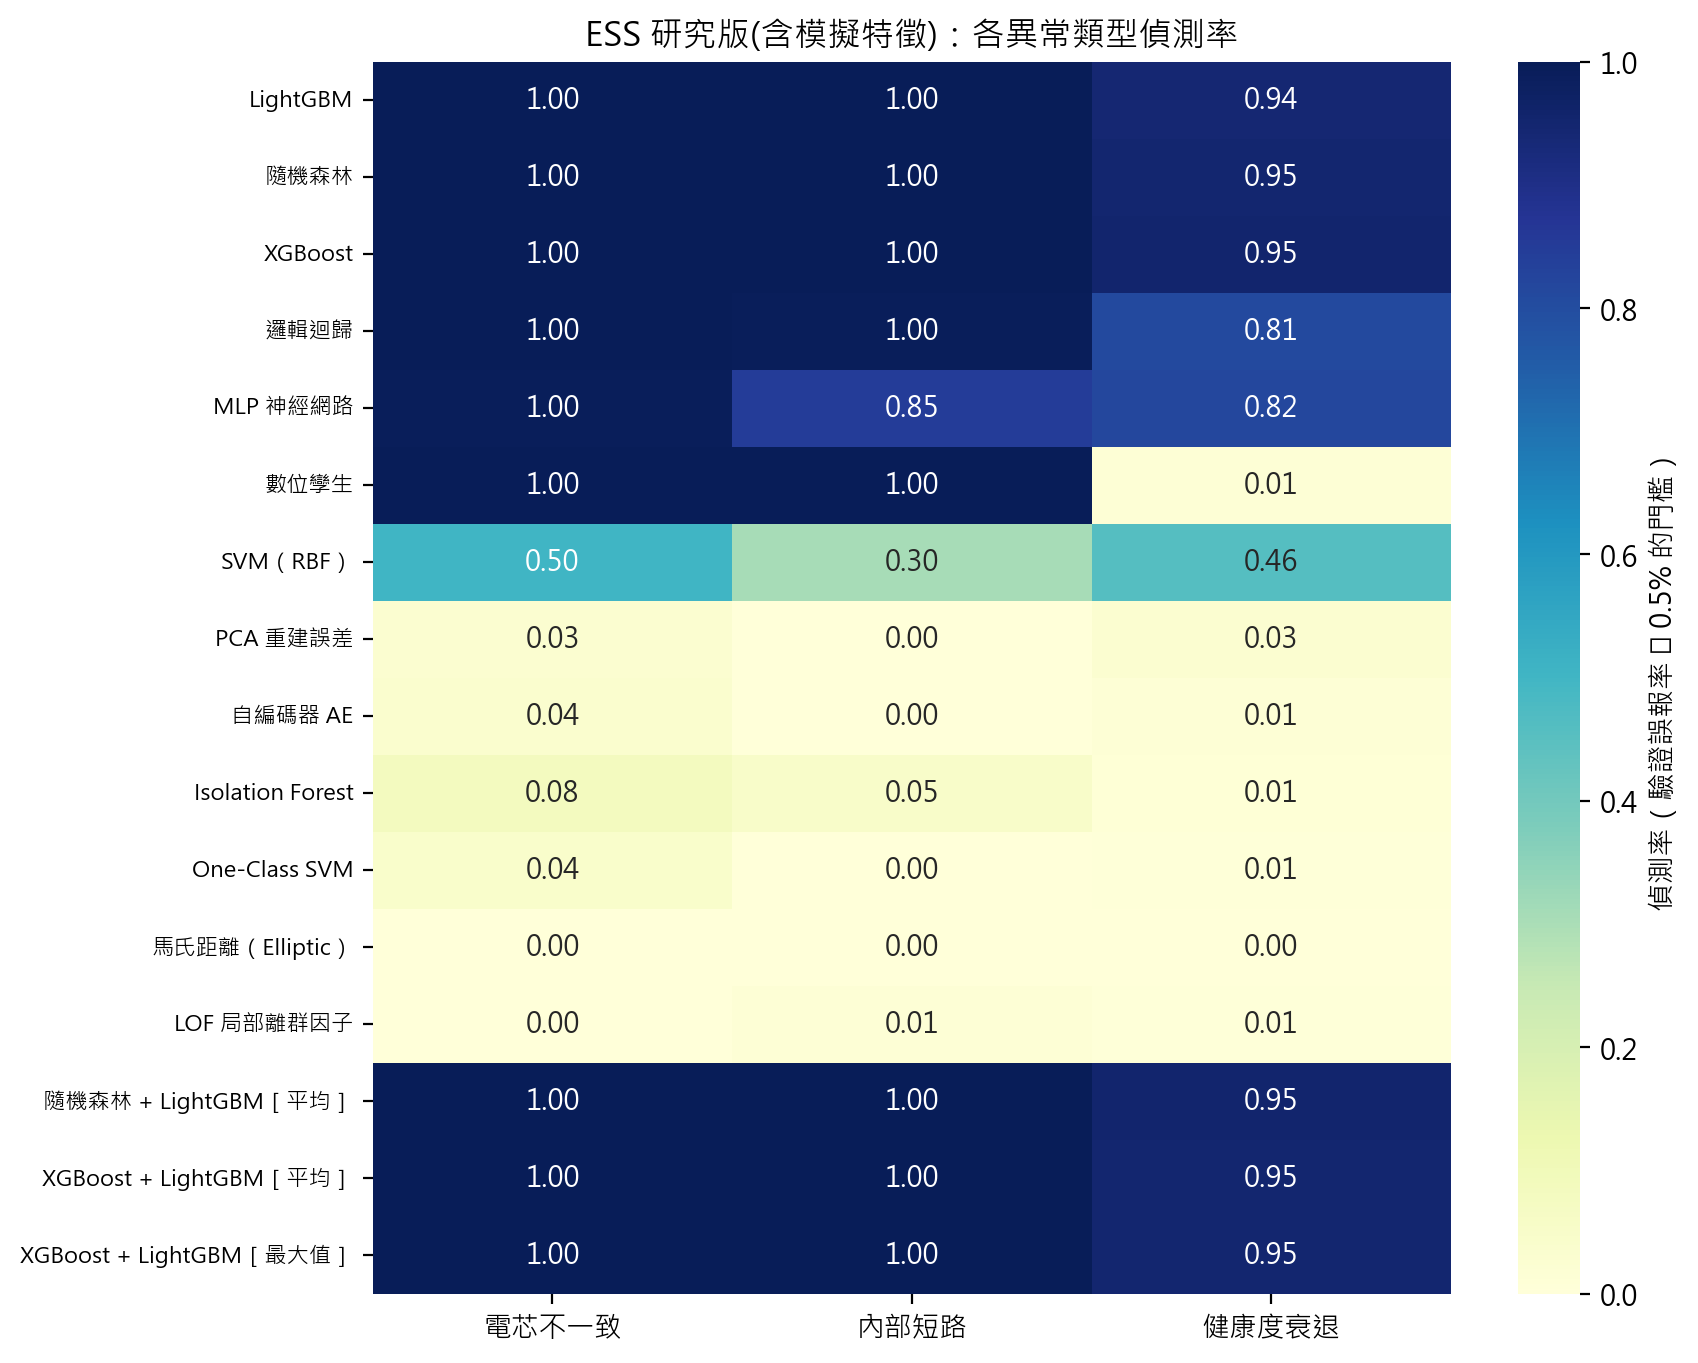 ESS 研究版(含模擬特徵)：各異常類型偵測率
LightGBM 1.00 1.00 0.94
隨機森林 1.00 1.00 0.95
XGBoost 1.00 1.00 0.95
邏輯迴歸 1.00 1.00 0.81
MLP 神經網路 1.00 0.85 0.82
數位孿生 1.00 1.00 0.01
SVM（RBF） 0.50 0.30 0.46
PCA 重建誤差 0.03 0.00 0.03
自編碼器 AE 0.04 0.00 0.01
Isolation Forest 0.08 0.05 0.01
One-Class SVM 0.04 0.00 0.01
馬氏距離（Elliptic） 0.00 0.00 0.00
LOF 局部離群因子 0.00 0.01 0.01
隨機森林 + LightGBM［平均］ 1.00 1.00 0.95
XGBoost + LightGBM［平均］ 1.00 1.00 0.95
XGBoost + LightGBM［最大值］ 1.00 1.00 0.95
電芯不一致 內部短路 健康度衰退
1.0
0.8
0.6
0.4
0.2
0.0
偵測率（驗證誤報率 □ 0.5% 的門檻）